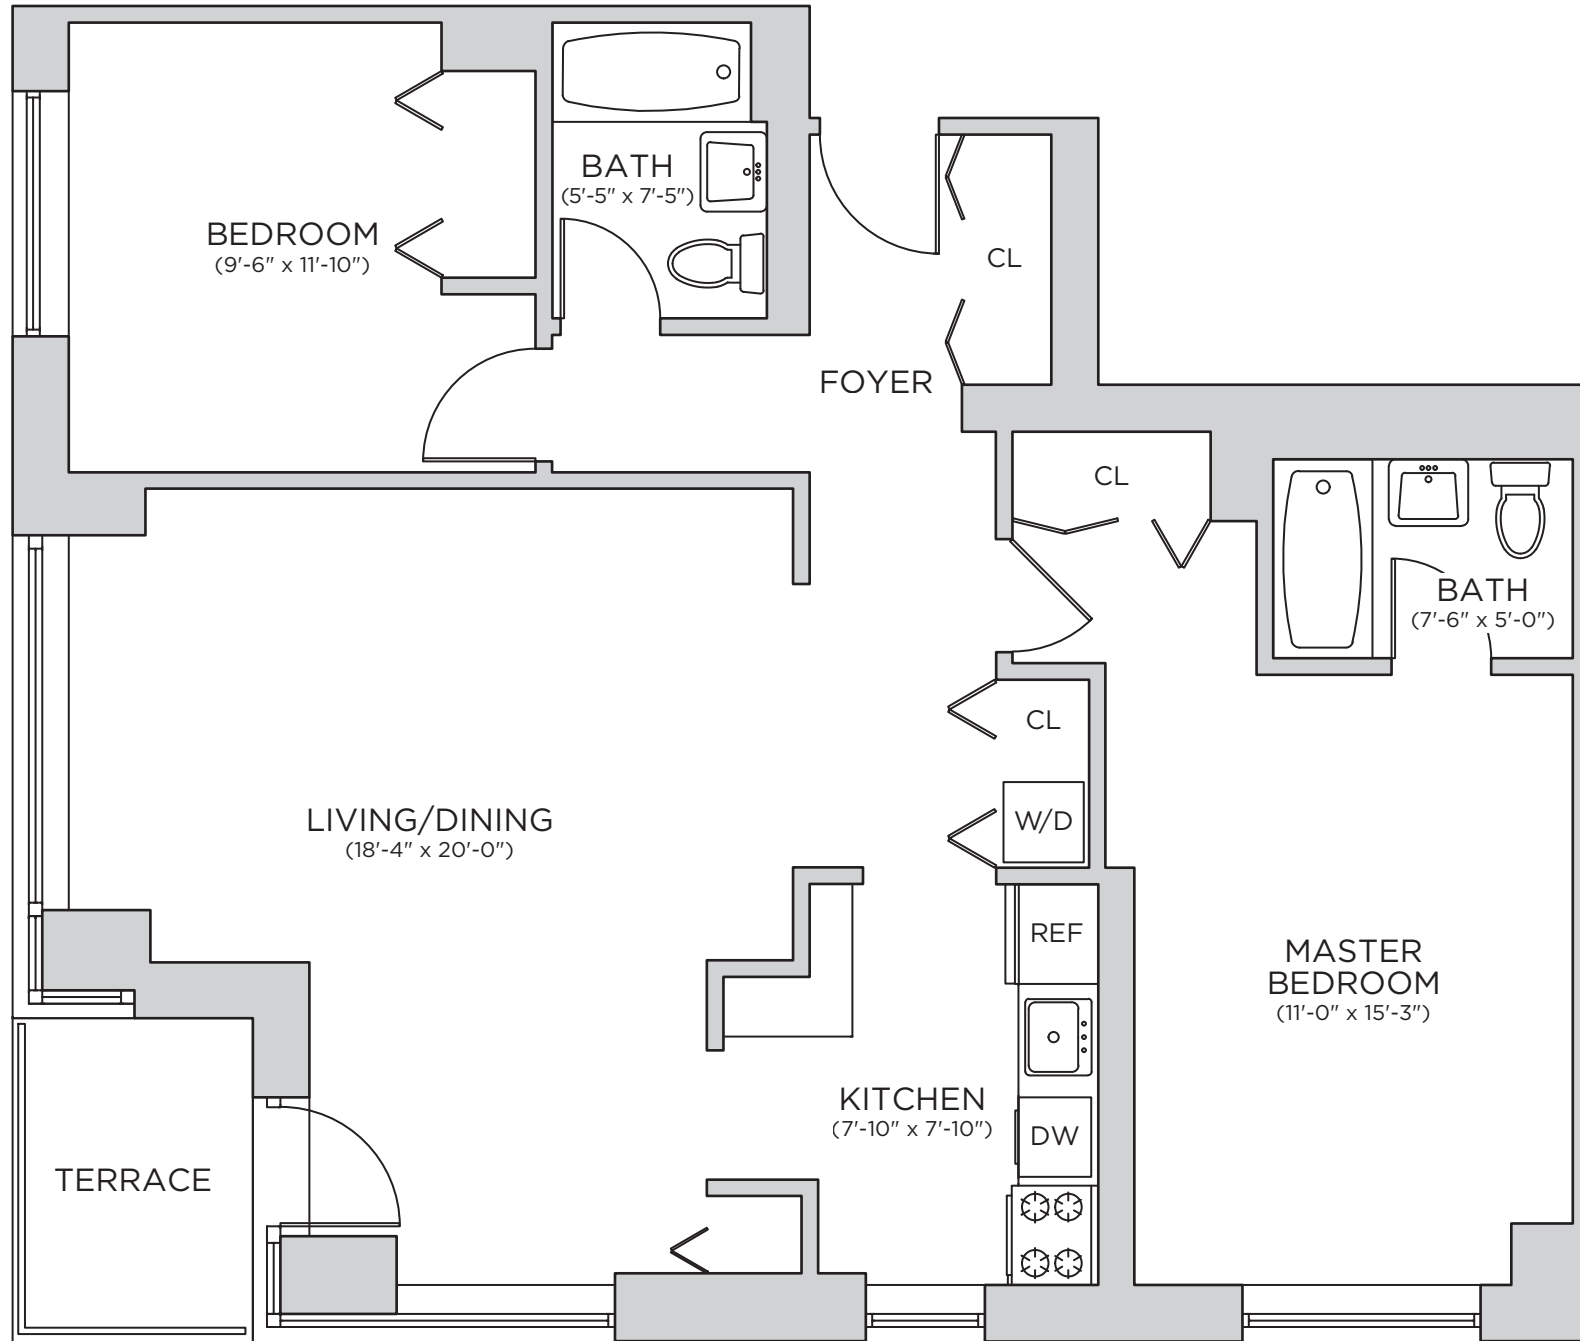 BATH
(5'-5" x 7'-5")
BEDROOM
(9'-6" x 11'-10")
CL
FOYER
CL
BATH
(7'-6" x 5'-0")
CL
W/D
LIVING/DINING
(18'-4" x 20'-0")
REF
MASTER
BEDROOM
(11'-0" x 15'-3")
KITCHEN
(7'-10" x 7'-10")
DW
TERRACE